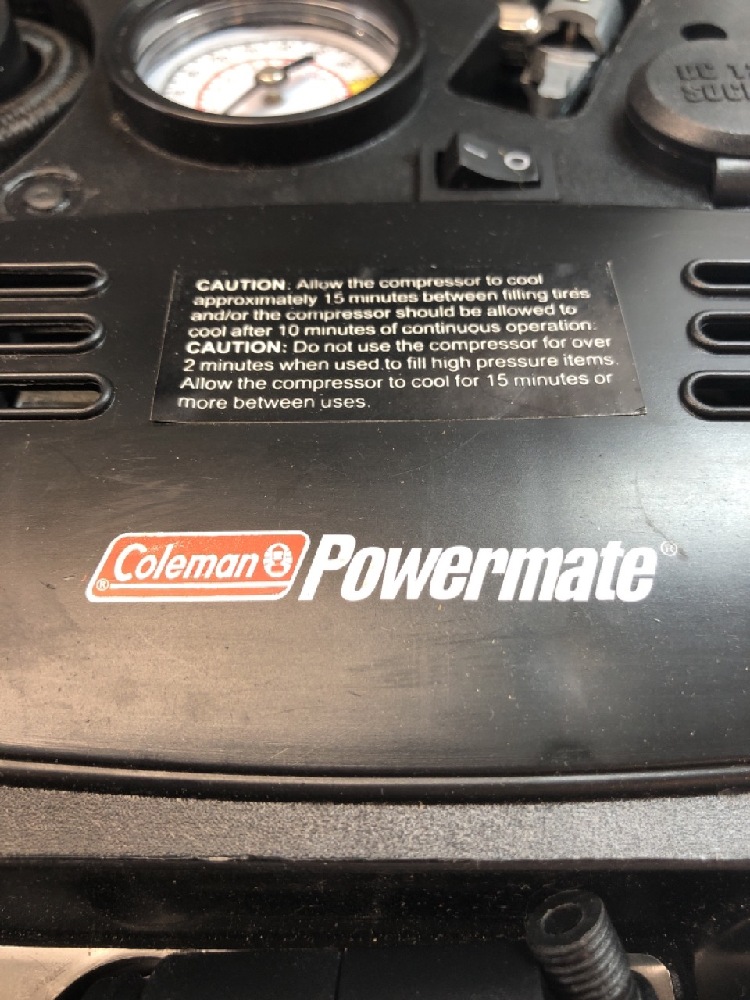 DC 1
SOC
CAUTION: Allow the compressor to cool
approximately 15 minutes between filling tires
and/or the compressor should be allowed to
cool after 10 minutes of continuous operation.
CAUTION: Do not use the compressor for over
2 minutes when used to fill high pressure items.
Allow the compressor to cool for 15 minutes or
more between uses.
Coleman® Powermate®